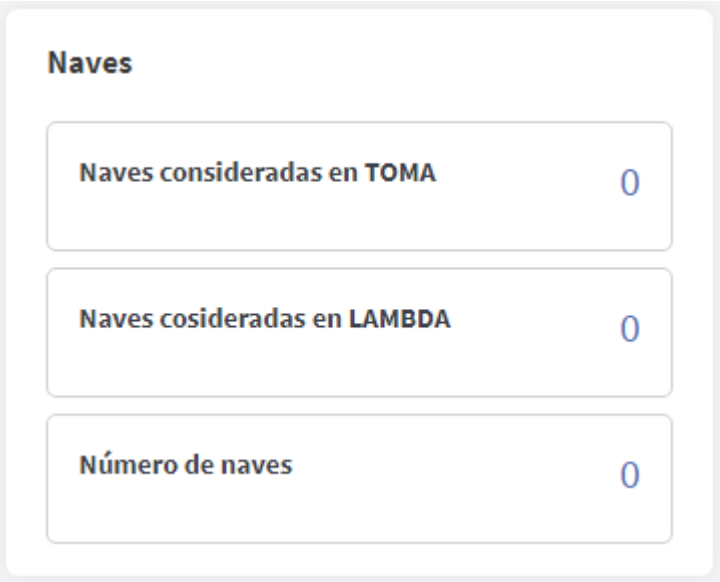 Naves
Naves consideradas en TOMA
0
Naves cosideradas en LAMBDA
0
Número de naves
0